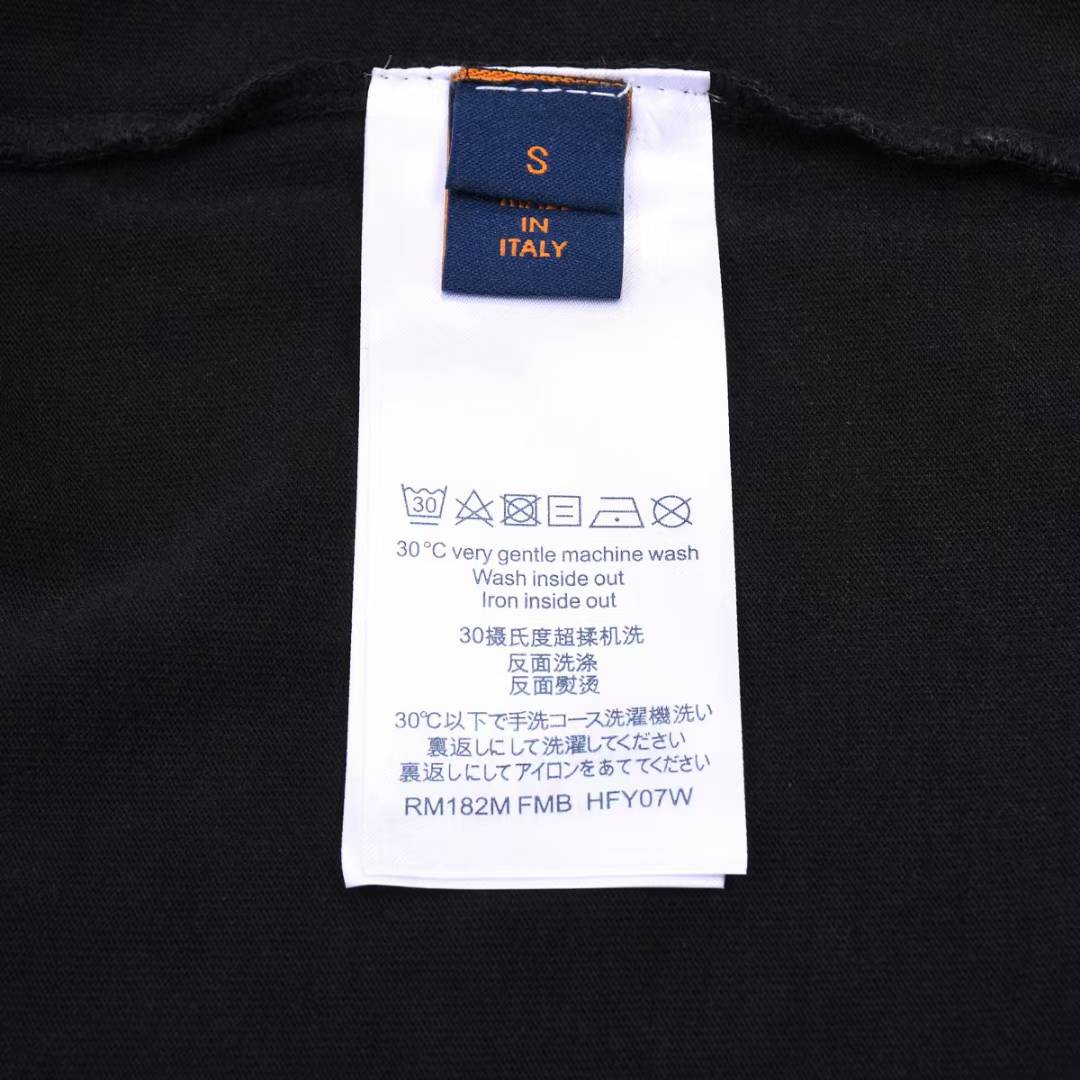 S
IN
ITALY
30
30°C very gentle machine wash
Wash inside out
Iron inside out
30摄氏度超揉机洗
反面洗涤
反面熨烫
30℃以下で手洗コース洗濯機洗い
裏返しにして洗濯してください
裏返しにしてアイロンをあててください
RM182M FMB HFY07W